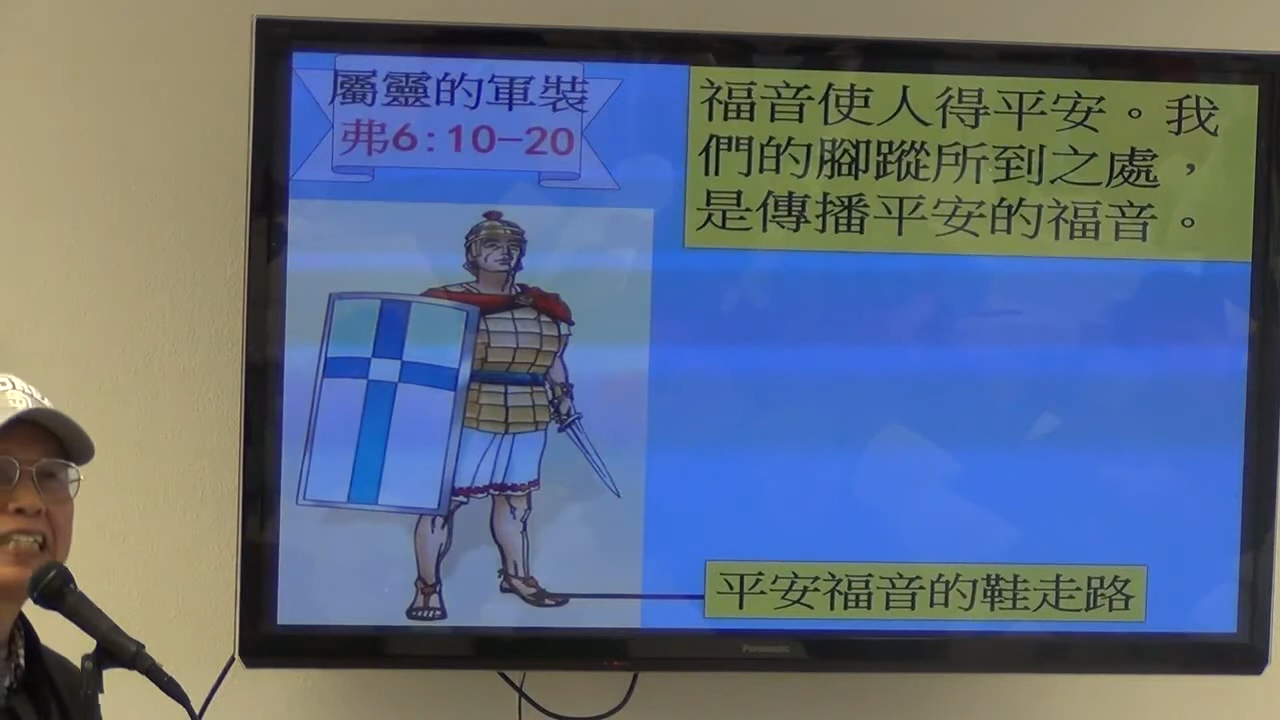 屬靈的軍裝
弗6:10-20
福音使人得平安。我
們的腳蹤所到之處，
是傳播平安的福音。
平安福音的鞋走路
Panasonic